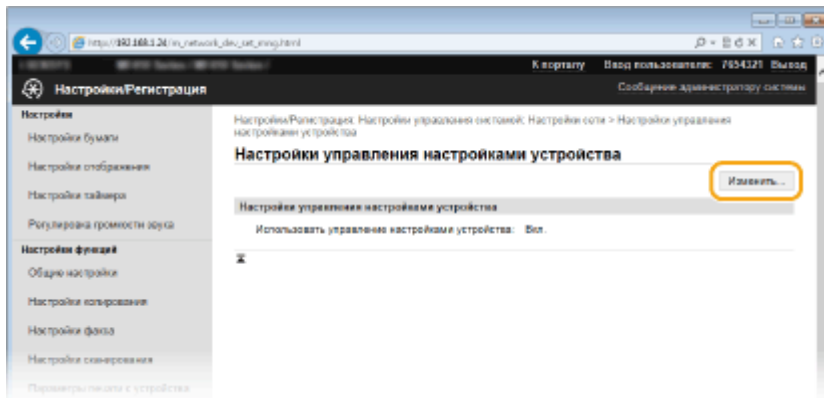 http://192.168.1.24/m_network_dev_set_mng.html
К порталу Вход пользователя: 7654321 Выход
Настройки/Регистрация
Сообщение администратору системы
Настройки
Настройки бумаги
Настройки отображения
Настройки таймера
Регулировка громкости звука
Настройки функций
Общие настройки
Настройки копирования
Настройки факса
Настройки сканирования
Параметры печати с устройства
Настройки/Регистрация: Настройки управления системой: Настройки сети > Настройки управления
настройками устройства
Настройки управления настройками устройства
Изменить...
Настройки управления настройками устройства
Использовать управление настройками устройства: Вкл.